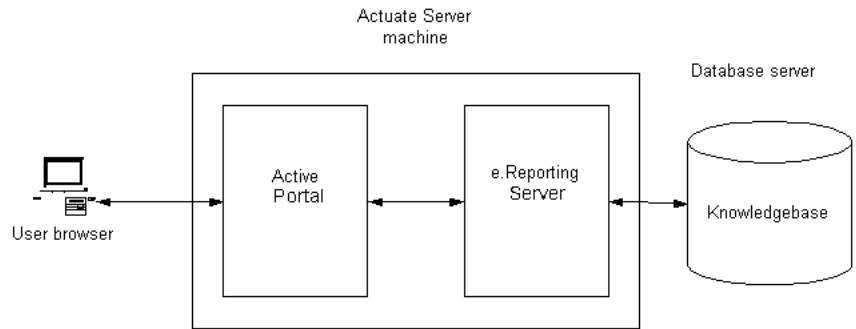 Actuate Server
machine
Database server
Active
Portal
e.Reporting
Server
Knowledgebase
User browser